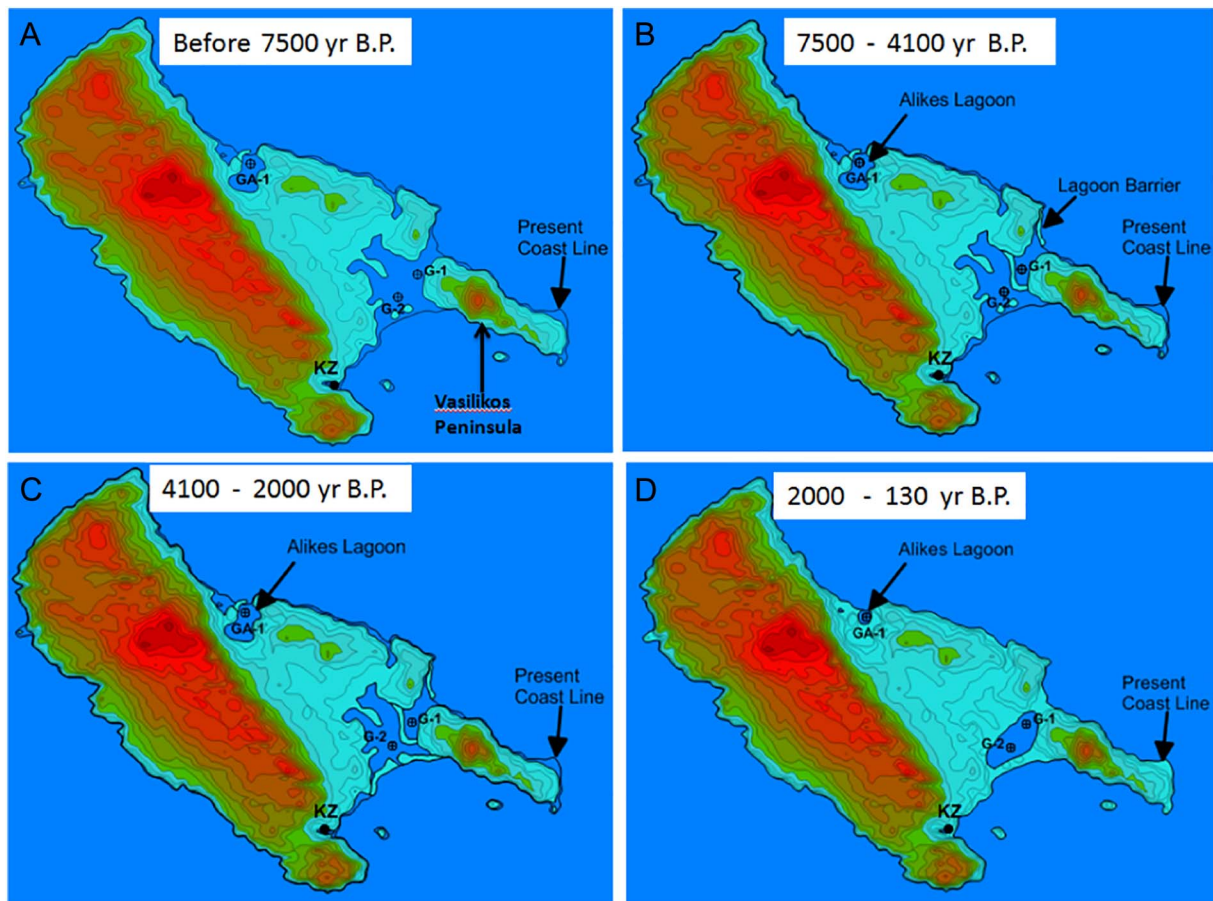 A
Before 7500 yr B.P.
GA-1
Present
Coast Line
G-1
G-2
KZ
Vasilikos
Peninsula
B
7500 - 4100 yr B.P.
Alikes Lagoon
GA-1
Lagoon Barrier
Present
Coast Line
G-1
G-2
KZ
C
4100 - 2000 yr B.P.
Alikes Lagoon
GA-1
Present
Coast Line
G-1
G-2
KZ
D
2000 - 130 yr B.P.
Alikes Lagoon
GA-1
Present
Coast Line
G-1
G-2
KZ